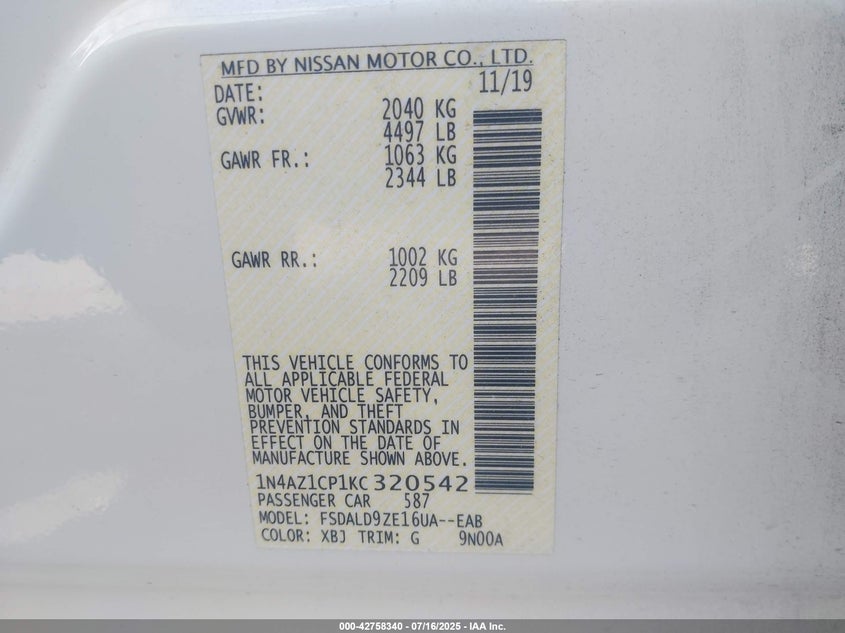 MFD BY NISSAN MOTOR CO., LTD.
DATE: 11/19
GVWR: 2040 KG
4497 LB
GAWR FR.: 1063 KG
2344 LB
GAWR RR.: 1002 KG
2209 LB
THIS VEHICLE CONFORMS TO
ALL APPLICABLE FEDERAL
MOTOR VEHICLE SAFETY,
BUMPER, AND THEFT
PREVENTION STANDARDS IN
EFFECT ON THE DATE OF
MANUFACTURE SHOWN ABOVE.
1N4AZ1CP1KC320542
PASSENGER CAR 587
MODEL: FSDALD9ZE16UA--EAB
COLOR: XBJ TRIM: G 9N00A
000-42758340 - 07/16/2025 - IAA Inc.